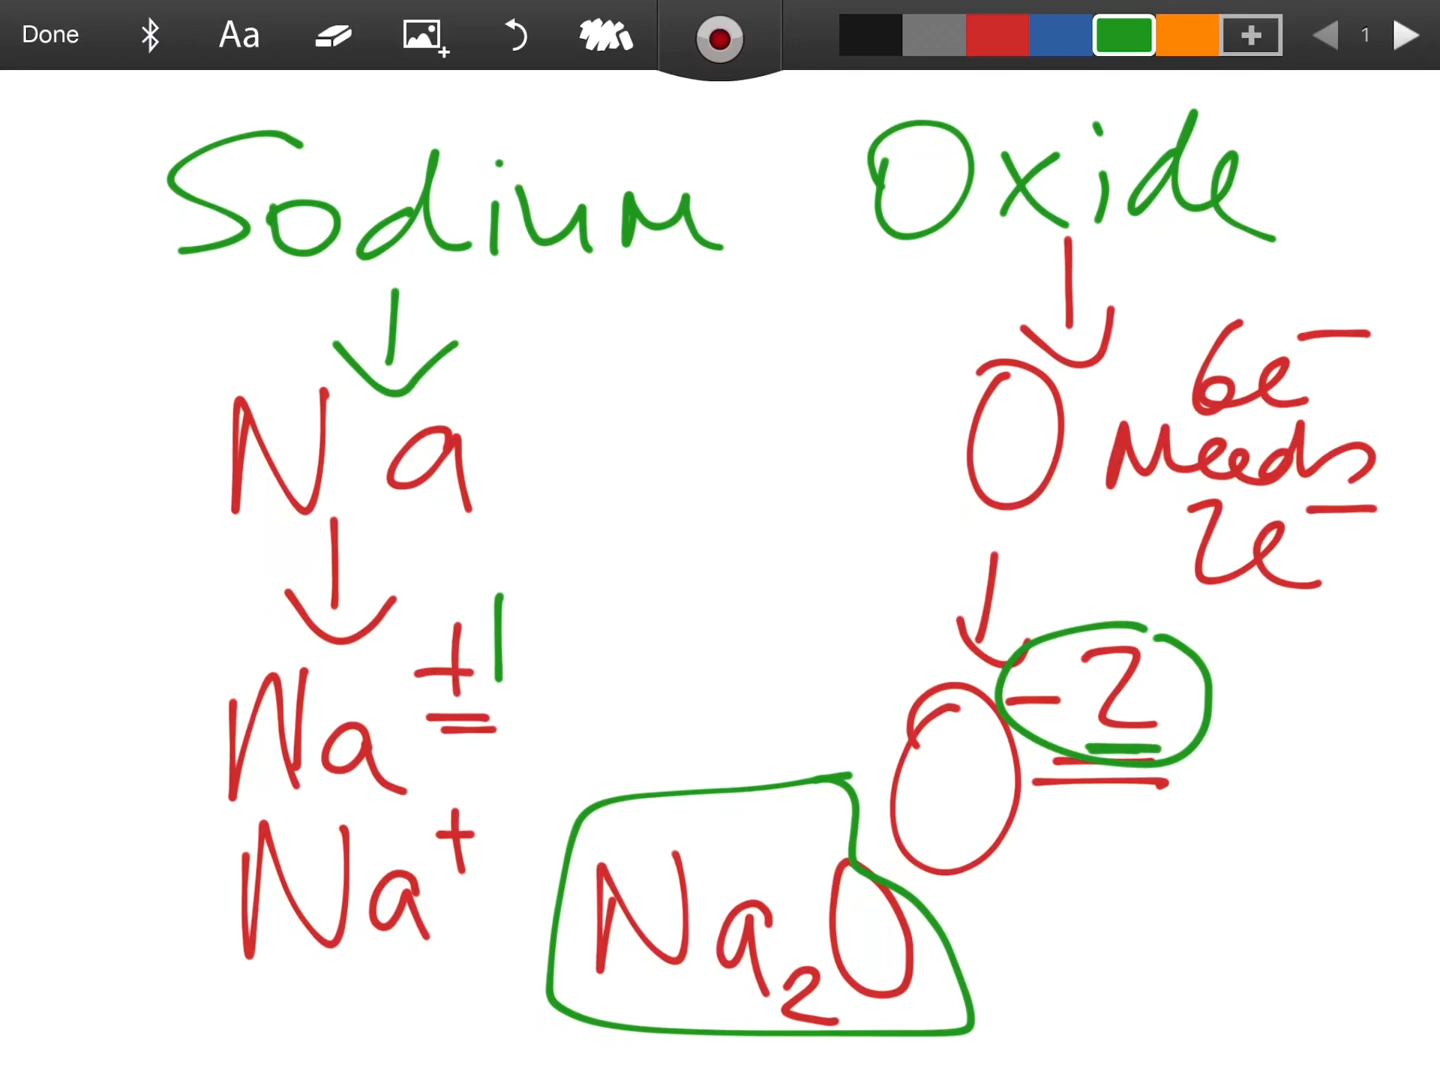 Done Aa 1
Sodium Oxide
Na O 6e⁻
Needs
2e⁻
Na⁺¹ O⁻²
Na⁺
Na₂O